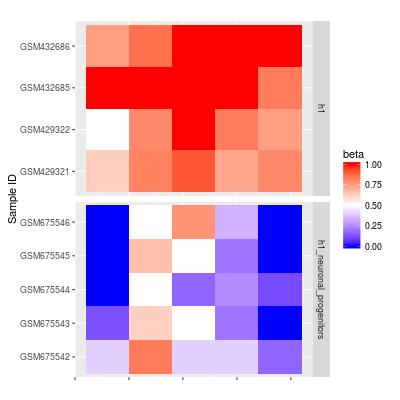 GSM432686
GSM432685
GSM429322
GSM429321
h1
Sample ID
GSM675546
GSM675545
GSM675544
GSM675543
GSM675542
h1_neuronal_progenitors
beta
1.00
0.75
0.50
0.25
0.00